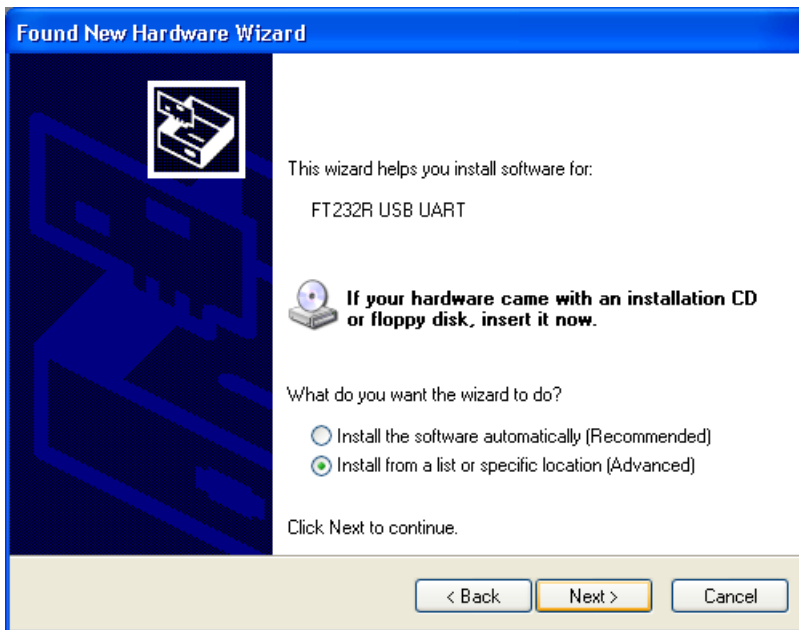 Found New Hardware Wizard
This wizard helps you install software for:
FT232R USB UART
If your hardware came with an installation CD
or floppy disk, insert it now.
What do you want the wizard to do?
Install the software automatically (Recommended)
Install from a list or specific location (Advanced)
Click Next to continue.
< Back
Next >
Cancel